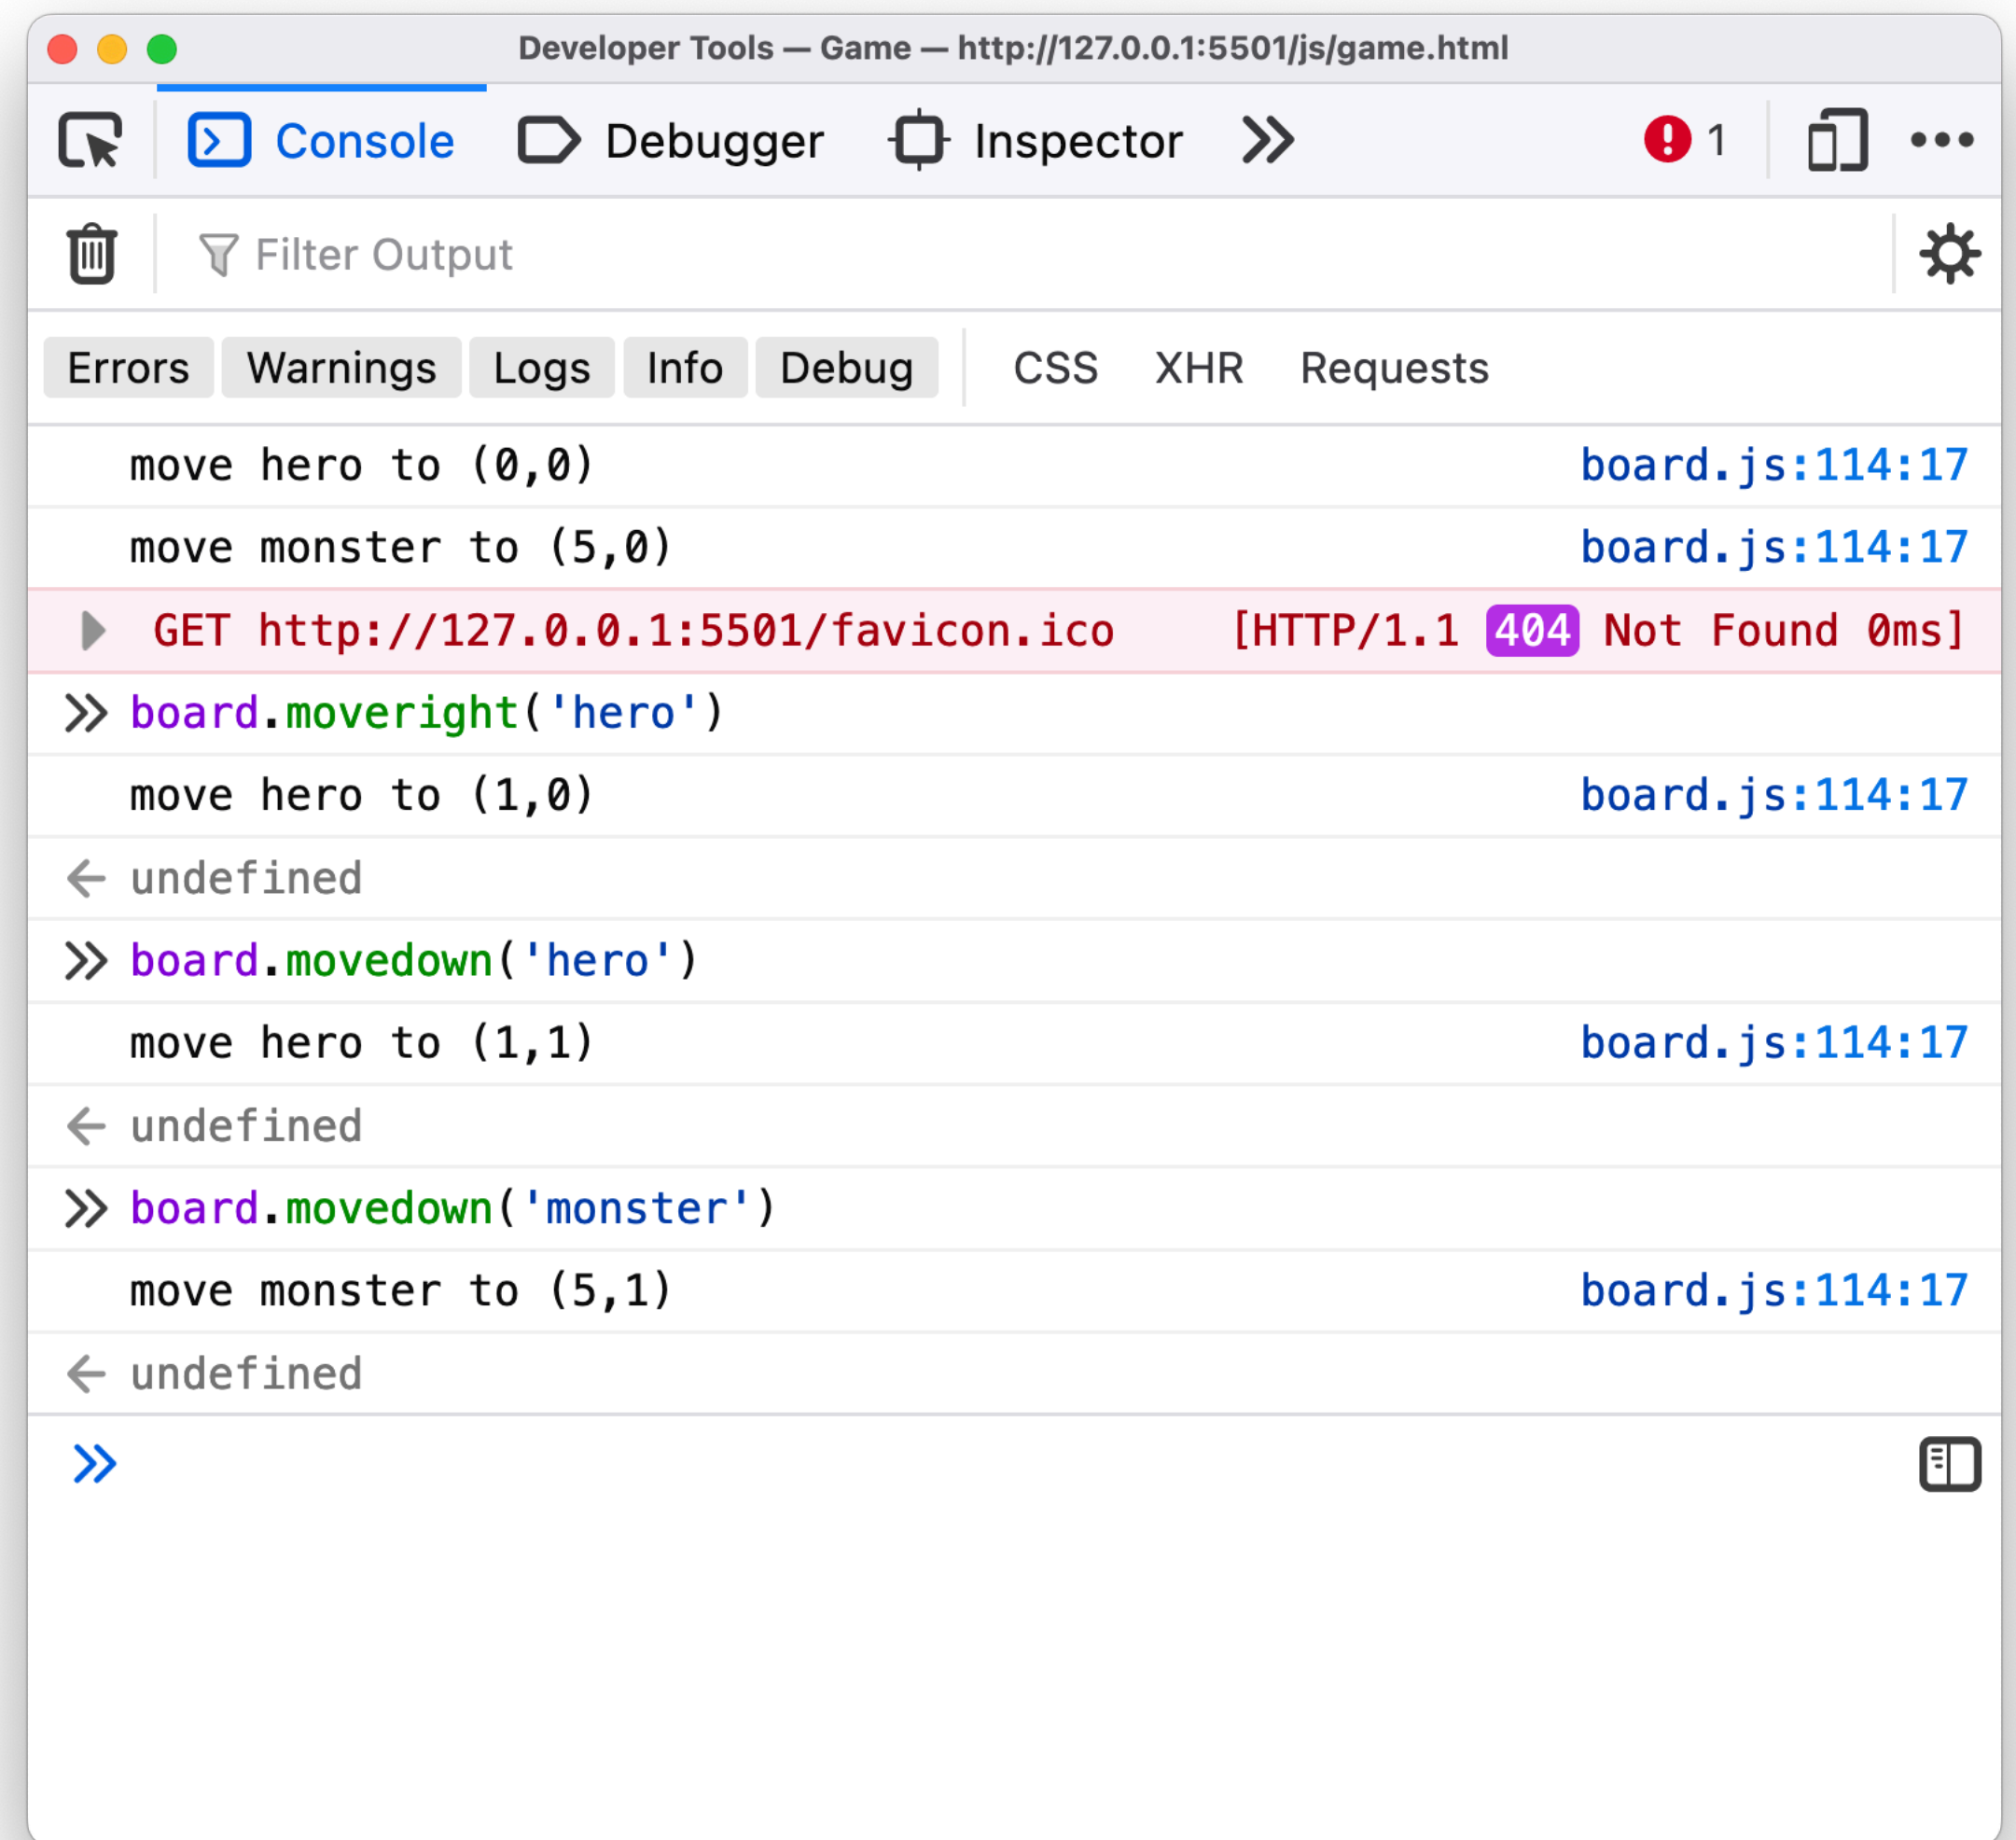 Developer Tools — Game — http://127.0.0.1:5501/js/game.html
Console Debugger Inspector 1
Filter Output
Errors Warnings Logs Info Debug CSS XHR Requests
move hero to (0,0) board.js:114:17
move monster to (5,0) board.js:114:17
GET http://127.0.0.1:5501/favicon.ico [HTTP/1.1 404 Not Found 0ms]
board.moveright('hero')
move hero to (1,0) board.js:114:17
undefined
board.movedown('hero')
move hero to (1,1) board.js:114:17
undefined
board.movedown('monster')
move monster to (5,1) board.js:114:17
undefined